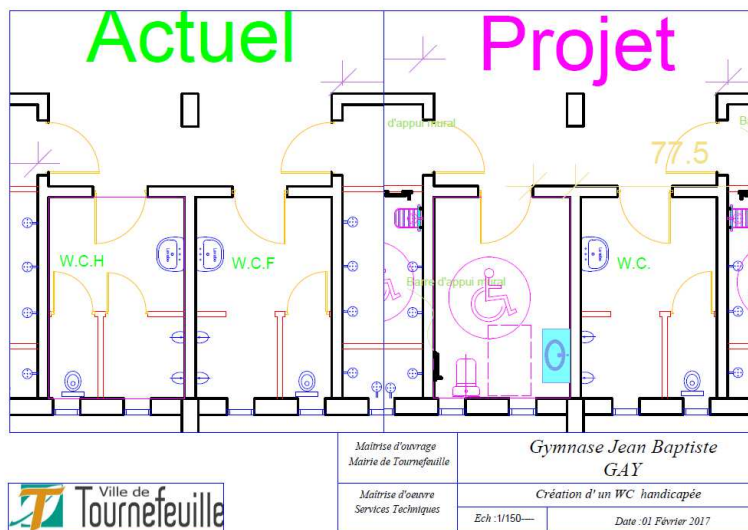 Actuel
Projet
d'appui mural
Ba
77.5
W.C.H
W.C.F
W.C.
Barre d'appui mural
Maîtrise d'ouvrage
Mairie de Tournefeuille
Gymnase Jean Baptiste
GAY
Maîtrise d'oeuvre
Services Techniques
Création d' un WC handicapée
Ech :1/150----
Date :01 Février 2017
Ville de
Tournefeuille